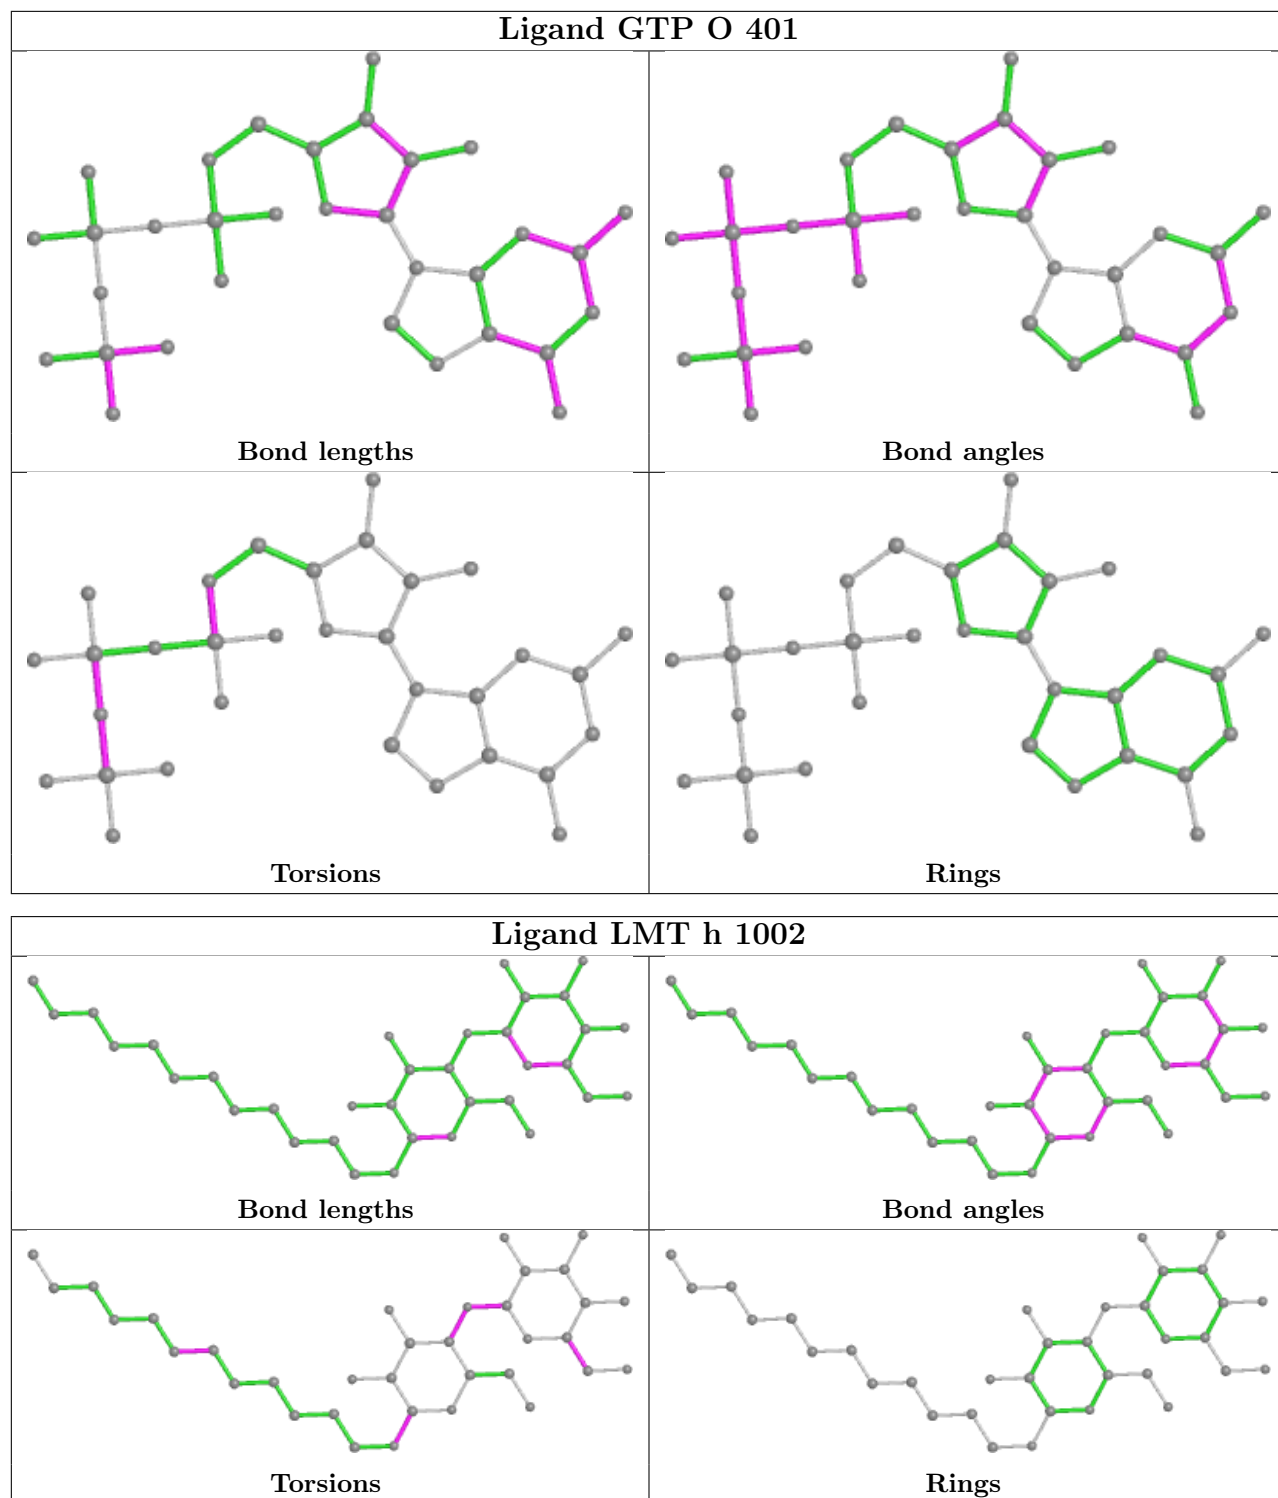 Ligand GTP O 401
Bond lengths
Bond angles
Torsions
Rings
Ligand LMT h 1002
Bond lengths
Bond angles
Torsions
Rings